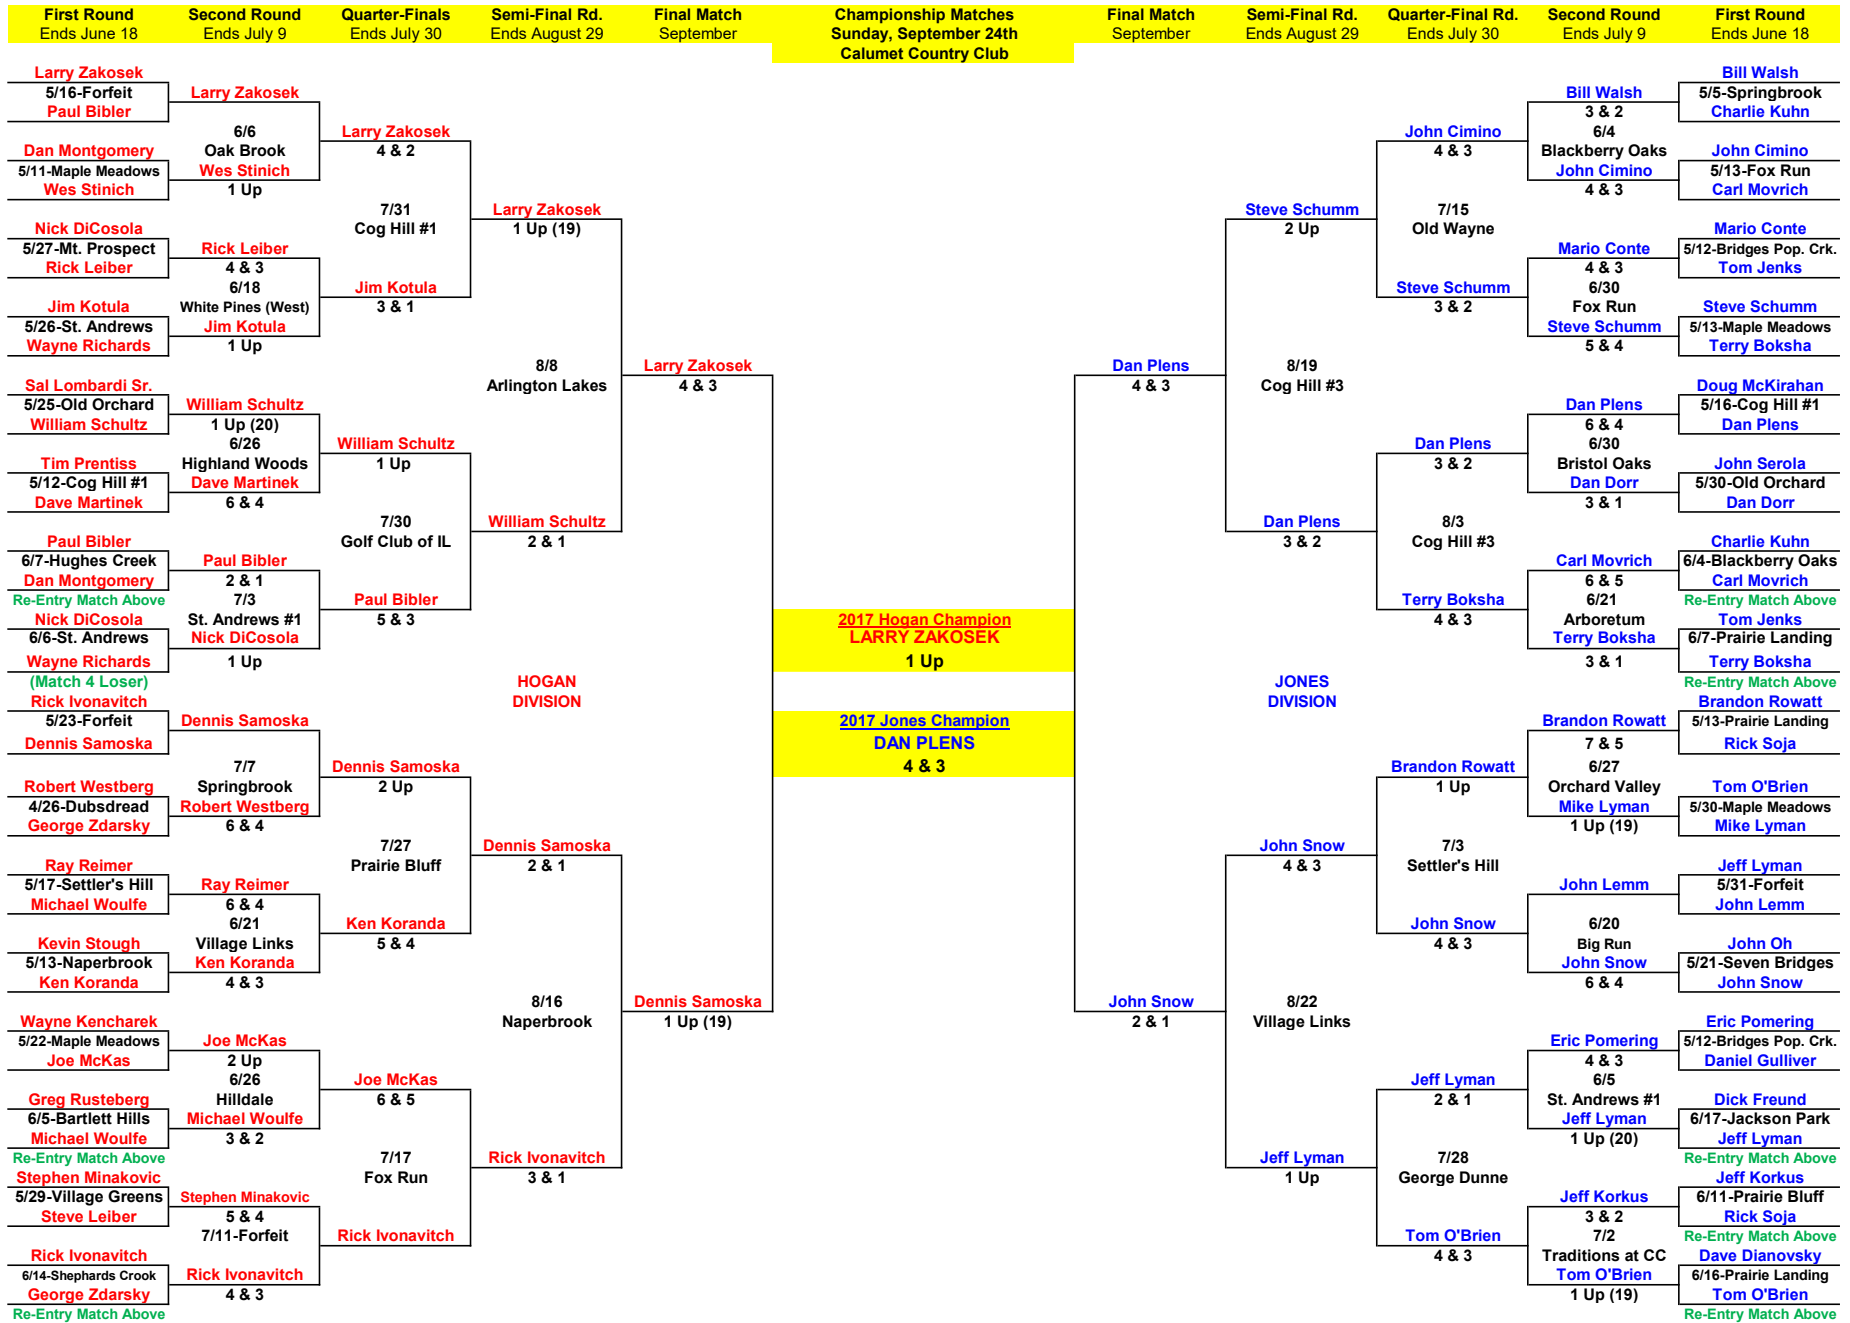 First Round
Ends June 18
Second Round
Ends July 9
Quarter-Finals
Ends July 30
Semi-Final Rd.
Ends August 29
Final Match
September
Championship Matches
Sunday, September 24th
Calumet Country Club
Final Match
September
Semi-Final Rd.
Ends August 29
Quarter-Final Rd.
Ends July 30
Second Round
Ends July 9
First Round
Ends June 18
Larry Zakosek
5/16-Forfeit
Paul Bibler
Dan Montgomery
5/11-Maple Meadows
Wes Stinich
Nick DiCosola
5/27-Mt. Prospect
Rick Leiber
Jim Kotula
5/26-St. Andrews
Wayne Richards
Sal Lombardi Sr.
5/25-Old Orchard
William Schultz
Tim Prentiss
5/12-Cog Hill #1
Dave Martinek
Paul Bibler
6/7-Hughes Creek
Dan Montgomery
Re-Entry Match Above
Nick DiCosola
6/6-St. Andrews
Wayne Richards
(Match 4 Loser)
Rick Ivonavitch
5/23-Forfeit
Dennis Samoska
Robert Westberg
4/26-Dubsdread
George Zdarsky
Ray Reimer
5/17-Settler's Hill
Michael Woulfe
Kevin Stough
5/13-Naperbrook
Ken Koranda
Wayne Kencharek
5/22-Maple Meadows
Joe McKas
Greg Rusteberg
6/5-Bartlett Hills
Michael Woulfe
Re-Entry Match Above
Stephen Minakovic
5/29-Village Greens
Steve Leiber
Rick Ivonavitch
6/14-Shephards Crook
George Zdarsky
Re-Entry Match Above
Larry Zakosek
6/6
Oak Brook
Wes Stinich
1 Up
Rick Leiber
4 & 3
6/18
White Pines (West)
Jim Kotula
1 Up
William Schultz
1 Up (20)
6/26
Highland Woods
Dave Martinek
6 & 4
Paul Bibler
2 & 1
7/3
St. Andrews #1
Nick DiCosola
1 Up
Dennis Samoska
7/7
Springbrook
Robert Westberg
6 & 4
Ray Reimer
6 & 4
6/21
Village Links
Ken Koranda
4 & 3
Joe McKas
2 Up
6/26
Hilldale
Michael Woulfe
3 & 2
Stephen Minakovic
5 & 4
7/11-Forfeit
Rick Ivonavitch
4 & 3
Larry Zakosek
4 & 2
7/31
Cog Hill #1
Jim Kotula
3 & 1
William Schultz
1 Up
7/30
Golf Club of IL
Paul Bibler
5 & 3
Dennis Samoska
2 Up
7/27
Prairie Bluff
Ken Koranda
5 & 4
Joe McKas
6 & 5
7/17
Fox Run
Rick Ivonavitch
Larry Zakosek
1 Up (19)
8/8
Arlington Lakes
William Schultz
2 & 1
HOGAN
DIVISION
Dennis Samoska
2 & 1
8/16
Naperbrook
Rick Ivonavitch
3 & 1
Larry Zakosek
4 & 3
Dennis Samoska
1 Up (19)
2017 Hogan Champion
LARRY ZAKOSEK
1 Up
2017 Jones Champion
DAN PLENS
4 & 3
Dan Plens
4 & 3
John Snow
2 & 1
Steve Schumm
2 Up
8/19
Cog Hill #3
Dan Plens
3 & 2
JONES
DIVISION
John Snow
4 & 3
8/22
Village Links
Jeff Lyman
1 Up
John Cimino
4 & 3
7/15
Old Wayne
Steve Schumm
3 & 2
Dan Plens
3 & 2
8/3
Cog Hill #3
Terry Boksha
4 & 3
Brandon Rowatt
1 Up
7/3
Settler's Hill
John Snow
4 & 3
Jeff Lyman
2 & 1
7/28
George Dunne
Tom O'Brien
4 & 3
Bill Walsh
3 & 2
6/4
Blackberry Oaks
John Cimino
4 & 3
Mario Conte
4 & 3
6/30
Fox Run
Steve Schumm
5 & 4
Dan Plens
6 & 4
6/30
Bristol Oaks
Dan Dorr
3 & 1
Carl Movrich
6 & 5
6/21
Arboretum
Terry Boksha
3 & 1
Brandon Rowatt
7 & 5
6/27
Orchard Valley
Mike Lyman
1 Up (19)
John Lemm
6/20
Big Run
John Snow
6 & 4
Eric Pomering
4 & 3
6/5
St. Andrews #1
Jeff Lyman
1 Up (20)
Jeff Korkus
3 & 2
7/2
Traditions at CC
Tom O'Brien
1 Up (19)
Bill Walsh
5/5-Springbrook
Charlie Kuhn
John Cimino
5/13-Fox Run
Carl Movrich
Mario Conte
5/12-Bridges Pop. Crk.
Tom Jenks
Steve Schumm
5/13-Maple Meadows
Terry Boksha
Doug McKirahan
5/16-Cog Hill #1
Dan Plens
John Serola
5/30-Old Orchard
Dan Dorr
Charlie Kuhn
6/4-Blackberry Oaks
Carl Movrich
Re-Entry Match Above
Tom Jenks
6/7-Prairie Landing
Terry Boksha
Re-Entry Match Above
Brandon Rowatt
5/13-Prairie Landing
Rick Soja
Tom O'Brien
5/30-Maple Meadows
Mike Lyman
Jeff Lyman
5/31-Forfeit
John Lemm
John Oh
5/21-Seven Bridges
John Snow
Eric Pomering
5/12-Bridges Pop. Crk.
Daniel Gulliver
Dick Freund
6/17-Jackson Park
Jeff Lyman
Re-Entry Match Above
Jeff Korkus
6/11-Prairie Bluff
Rick Soja
Re-Entry Match Above
Dave Dianovsky
6/16-Prairie Landing
Tom O'Brien
Re-Entry Match Above